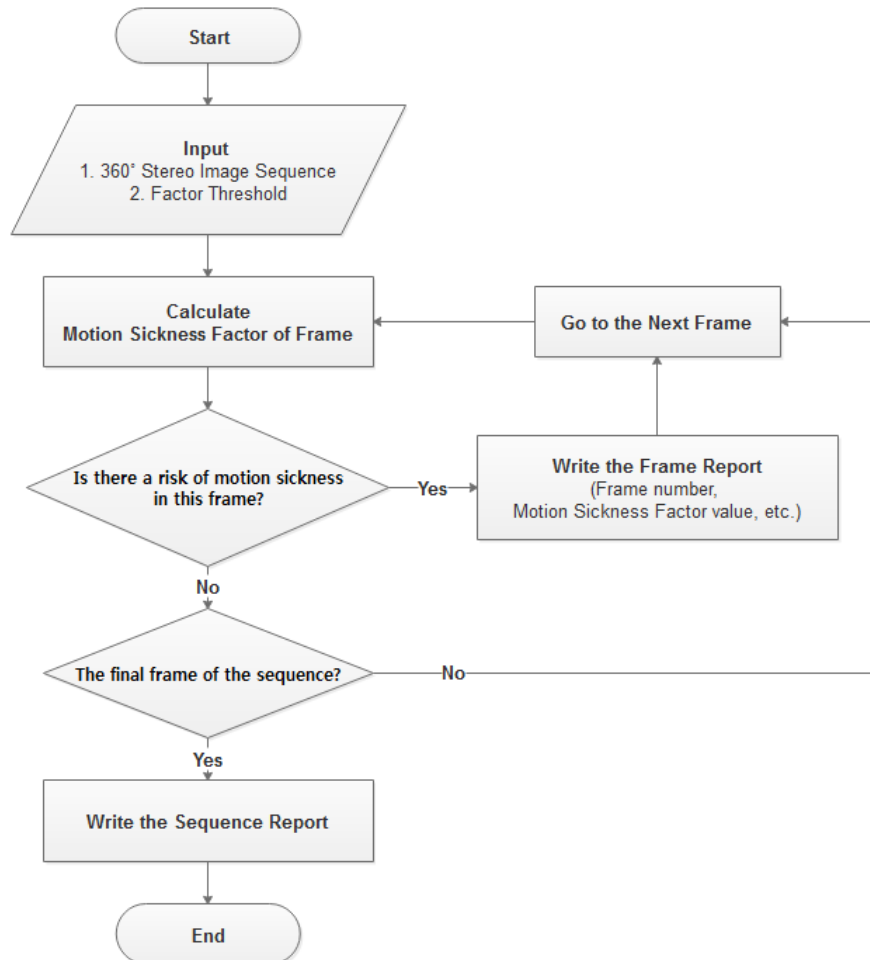 Start
Input
1. 360° Stereo Image Sequence
2. Factor Threshold
Calculate
Motion Sickness Factor of Frame
Go to the Next Frame
Is there a risk of motion sickness
in this frame?
Yes
Write the Frame Report
(Frame number,
Motion Sickness Factor value, etc.)
No
The final frame of the sequence?
No
Yes
Write the Sequence Report
End